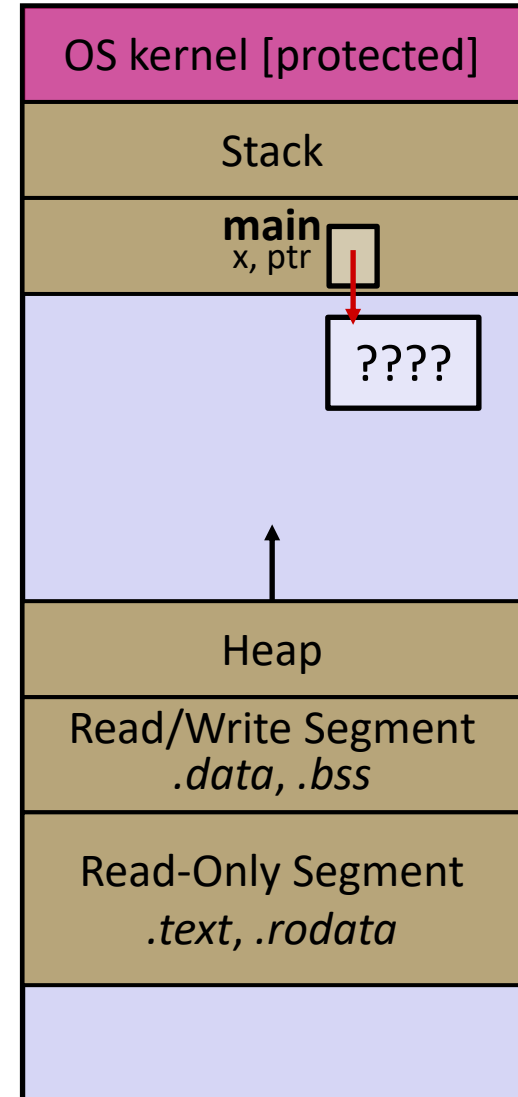 OS kernel [protected]
Stack
main
x, ptr
????
Heap
Read/Write Segment
.data, .bss
Read-Only Segment
.text, .rodata